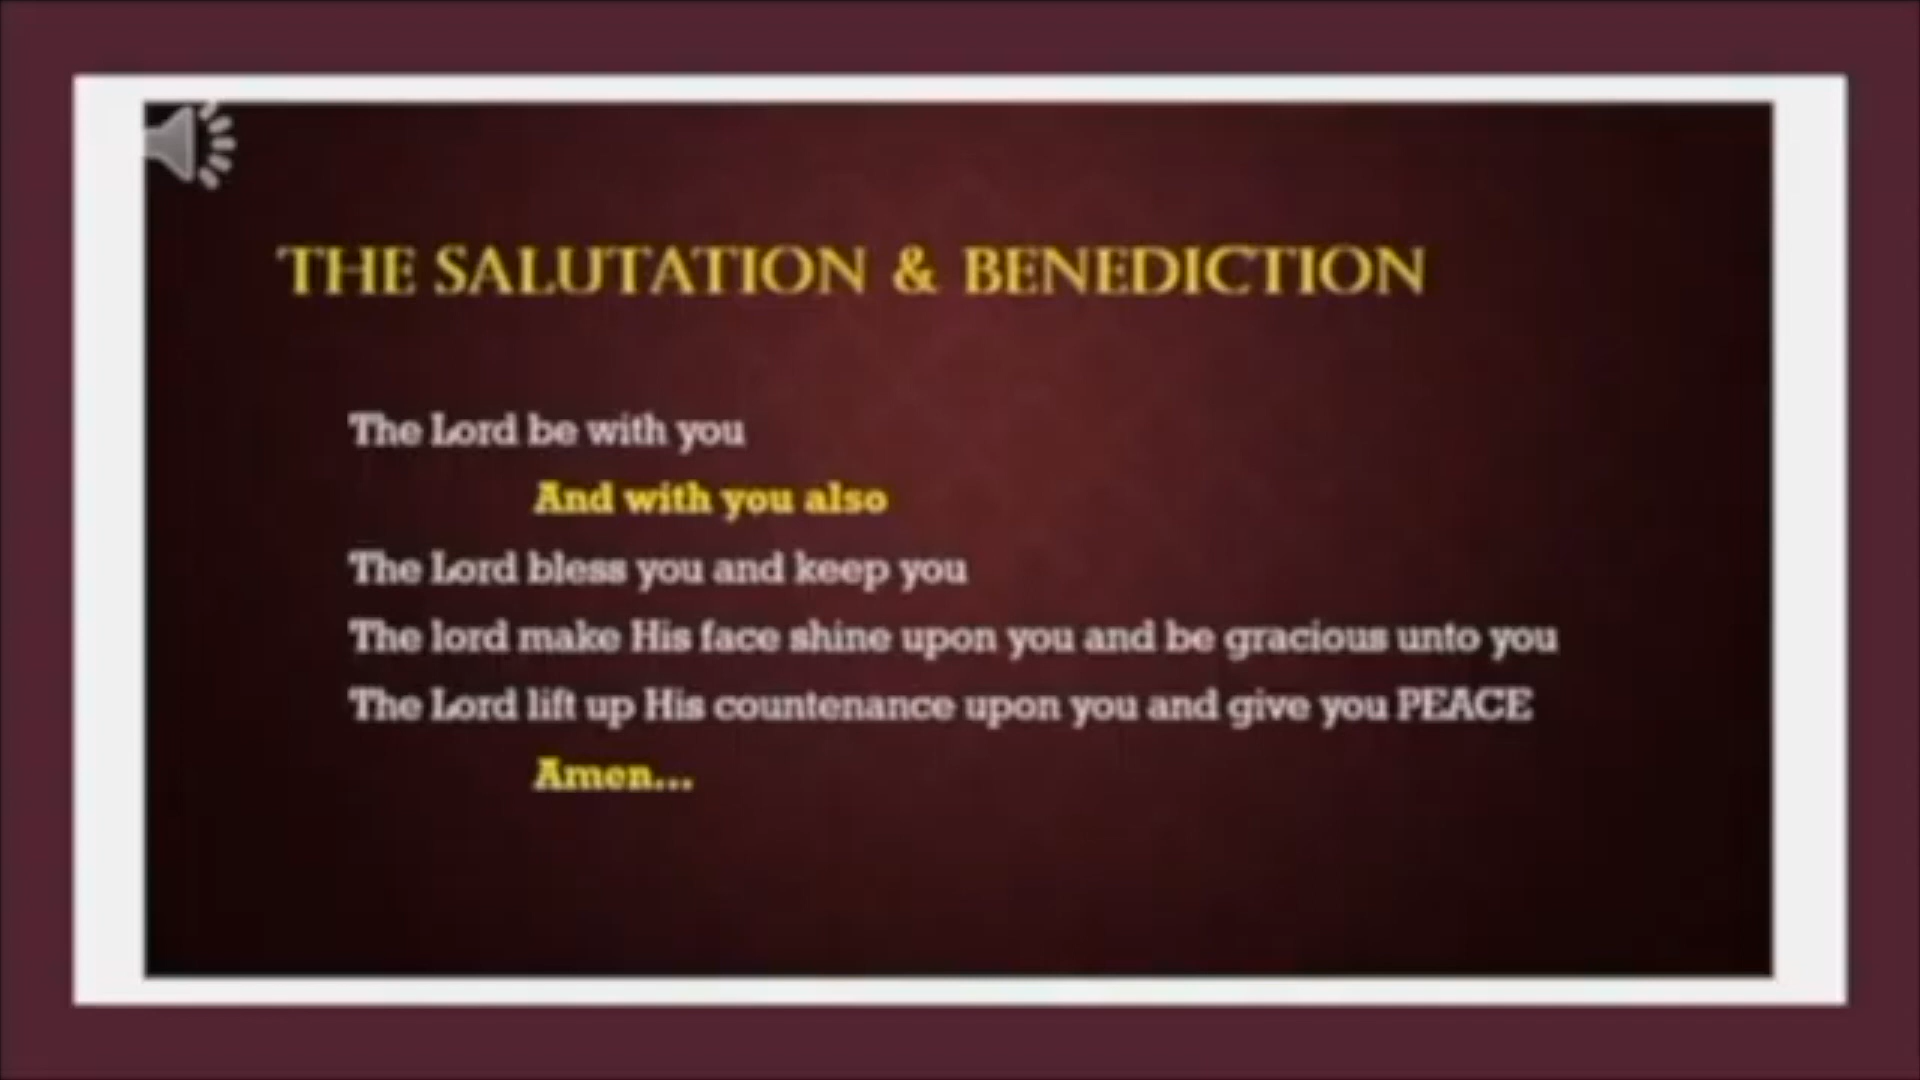 THE SALUTATION & BENEDICTION
The Lord be with you
And with you also
The Lord bless you and keep you
The lord make His face shine upon you and be gracious unto you
The Lord lift up His countenance upon you and give you PEACE
Amen...